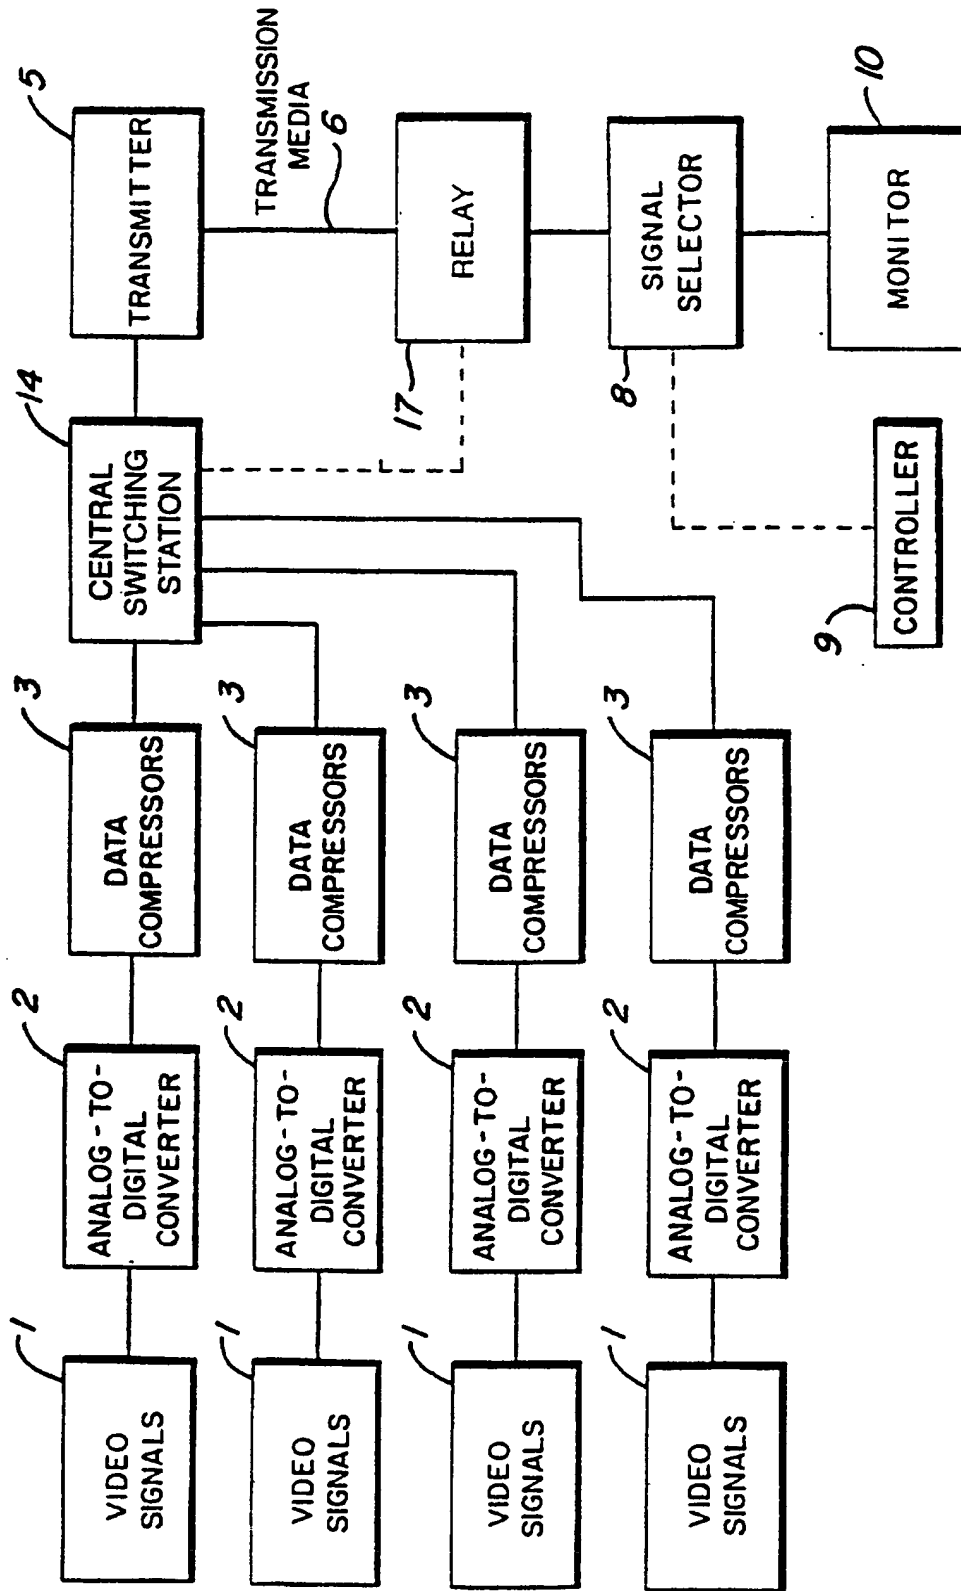 1
VIDEO
SIGNALS
2
ANALOG-TO-
DIGITAL
CONVERTER
3
DATA
COMPRESSORS
14
CENTRAL
SWITCHING
STATION
5
TRANSMITTER
1
VIDEO
SIGNALS
2
ANALOG-TO-
DIGITAL
CONVERTER
3
DATA
COMPRESSORS
TRANSMISSION
MEDIA
6
1
VIDEO
SIGNALS
2
ANALOG-TO-
DIGITAL
CONVERTER
3
DATA
COMPRESSORS
17
RELAY
1
VIDEO
SIGNALS
2
ANALOG-TO-
DIGITAL
CONVERTER
3
DATA
COMPRESSORS
8
SIGNAL
SELECTOR
9
CONTROLLER
10
MONITOR